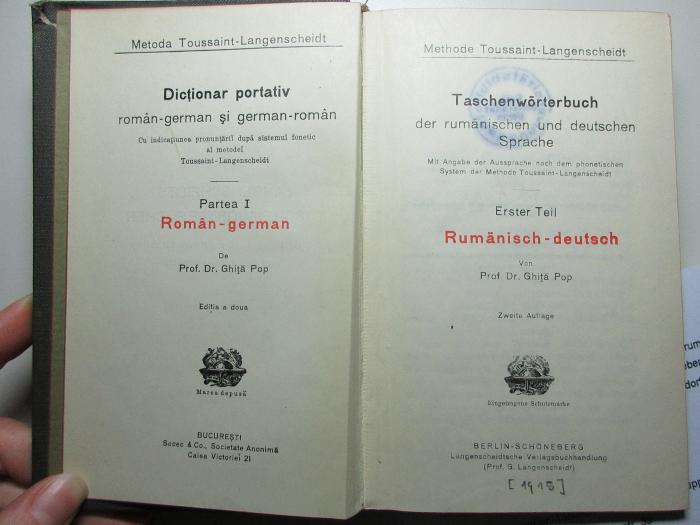 Metoda Toussaint-Langenscheidt
Dicționar portativ
român-german și german-român
Cu indicațiunea pronunțării după sistemul fonetic
al metodei
Toussaint-Langenscheidt
Partea I
Român-german
De
Prof. Dr. Ghiță Pop
Ediția a doua
Marca depusă
BUCUREȘTI
Socec & Co., Societate Anonimă
Calea Victoriei 21
Methode Toussaint-Langenscheidt
Taschenwörterbuch
der rumänischen und deutschen
Sprache
Mit Angabe der Aussprache nach dem phonetischen
System der Methode Toussaint-Langenscheidt
Erster Teil
Rumänisch-deutsch
Von
Prof. Dr. Ghiță Pop
Zweite Auflage
Eingetragene Schutzmarke
BERLIN-SCHÖNEBERG
Langenscheidtsche Verlagsbuchhandlung
(Prof. G. Langenscheidt)